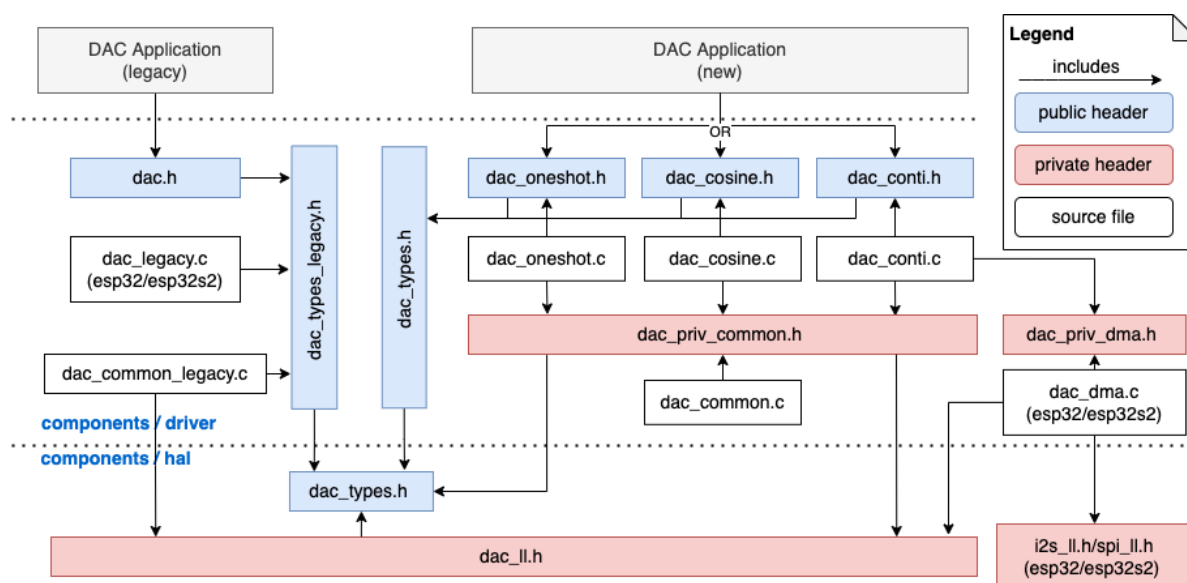 DAC Application
(legacy)
DAC Application
(new)
Legend
includes
public header
private header
source file
OR
dac.h
dac_types_legacy.h
dac_types.h
dac_oneshot.h
dac_cosine.h
dac_conti.h
dac_legacy.c
(esp32/esp32s2)
dac_oneshot.c
dac_cosine.c
dac_conti.c
dac_priv_common.h
dac_priv_dma.h
dac_common_legacy.c
dac_common.c
dac_dma.c
(esp32/esp32s2)
components / driver
components / hal
dac_types.h
dac_ll.h
i2s_ll.h/spi_ll.h
(esp32/esp32s2)